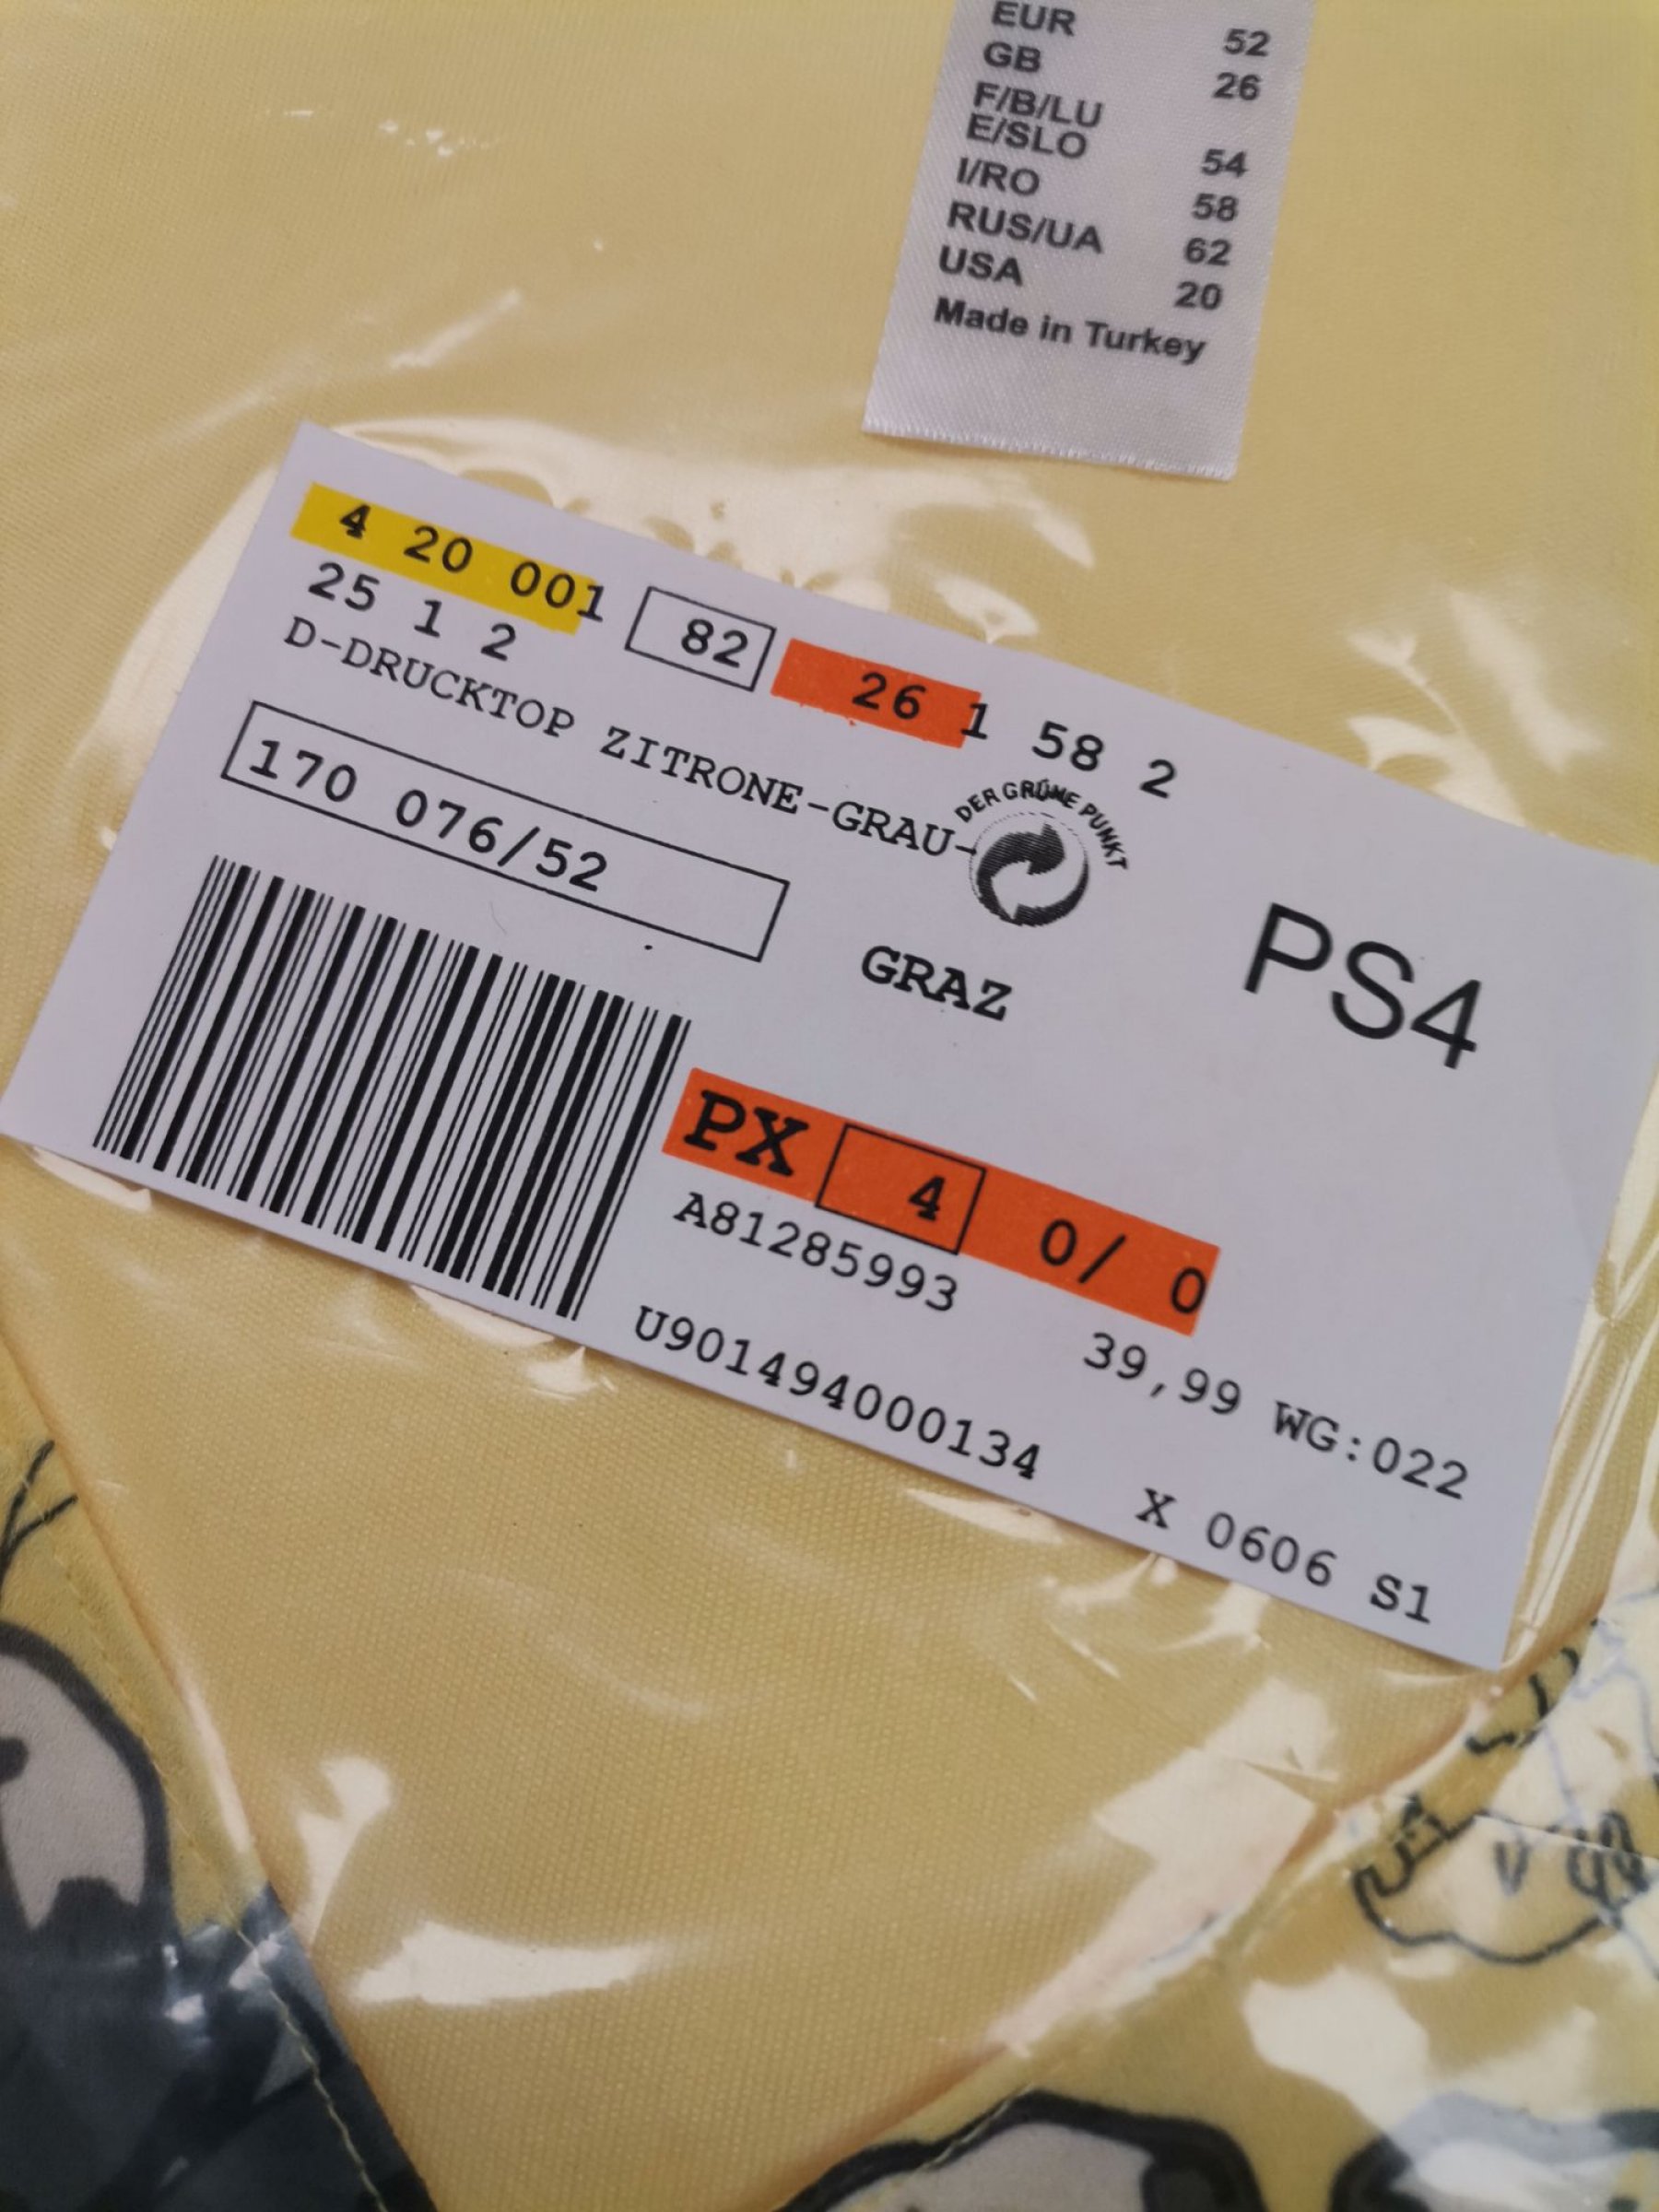 EUR 52
GB 26
F/B/LU
E/SLO 54
I/RO 58
RUS/UA 62
USA 20
Made in Turkey
4 20 001 82 26 1 58 2
25 1 2
D-DRUCKTOP ZITRONE-GRAU-
DER GRÜNE PUNKT
170 076/52
GRAZ
PS4
PX 4 0/ 0
A81285993 39,99 WG:022
U901494000134 X 0606 S1